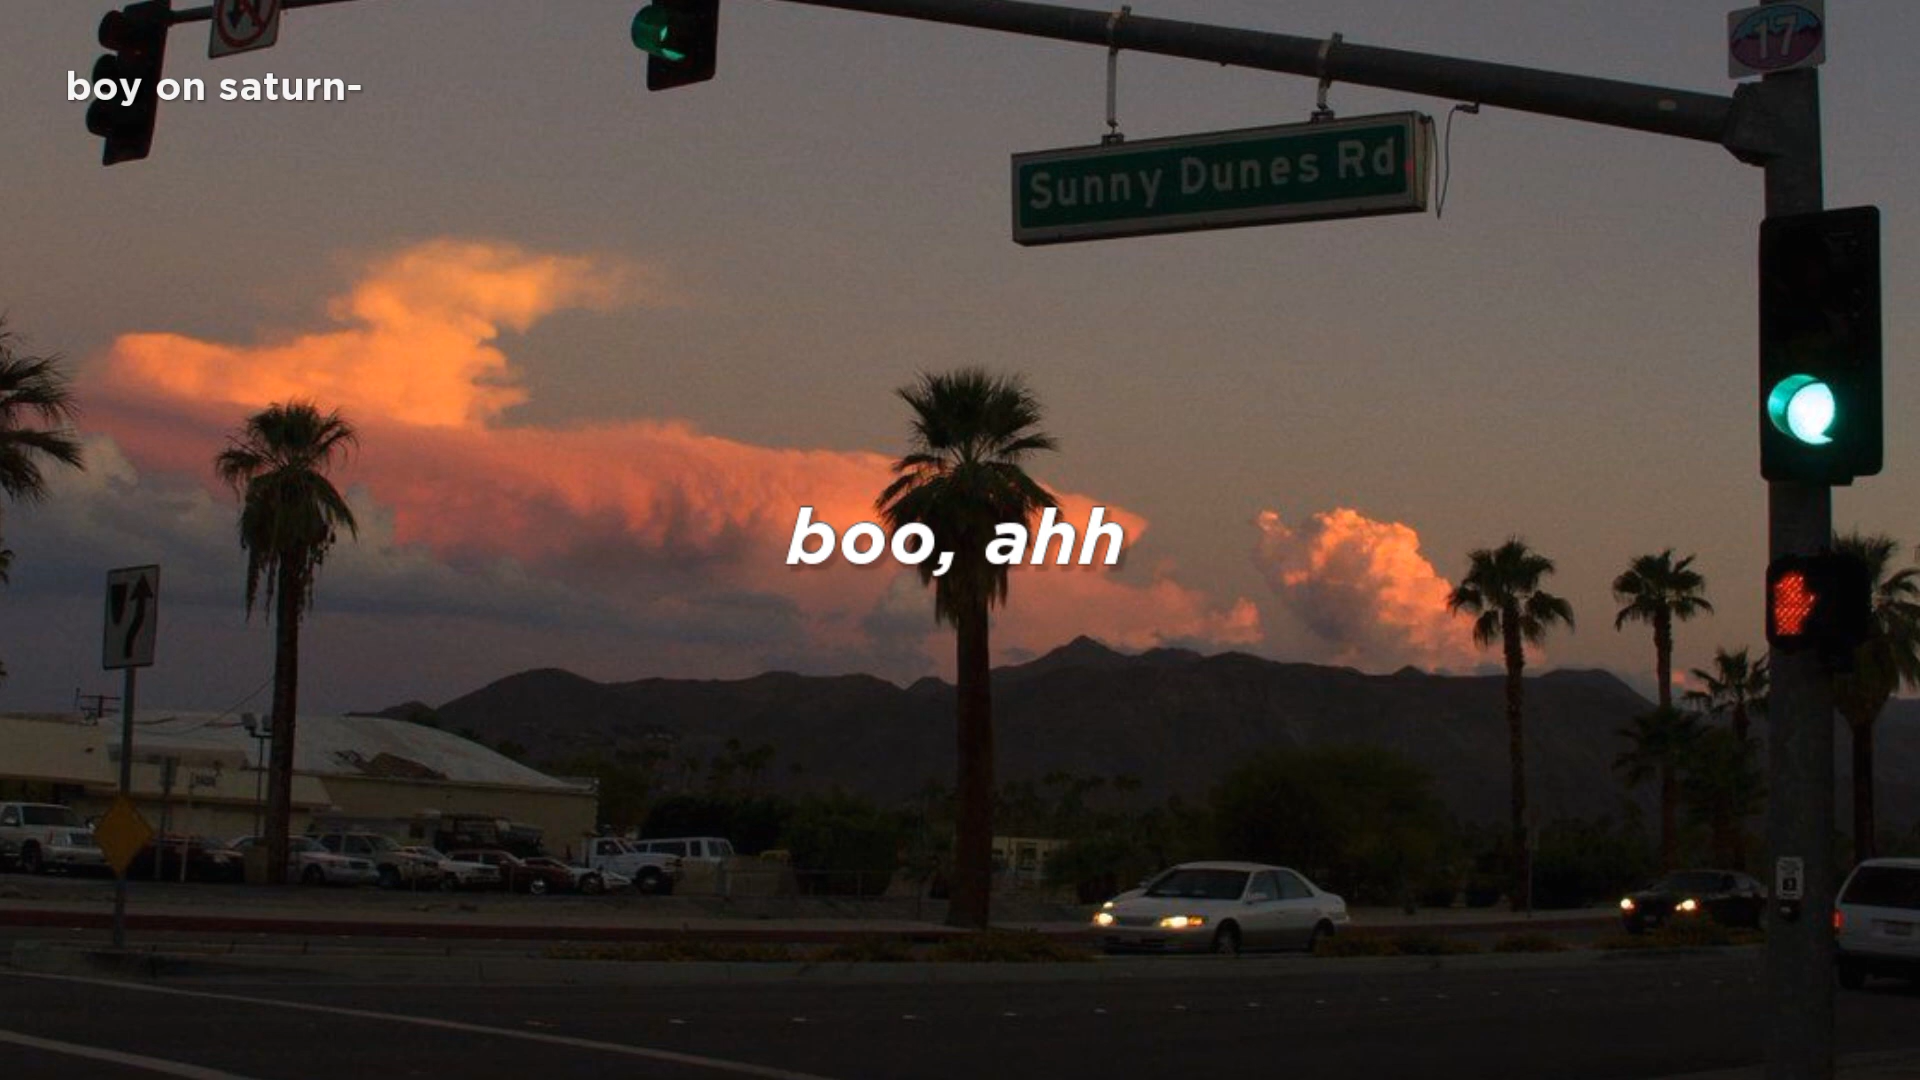 boy on saturn-
17
Sunny Dunes Rd
boo, ahh